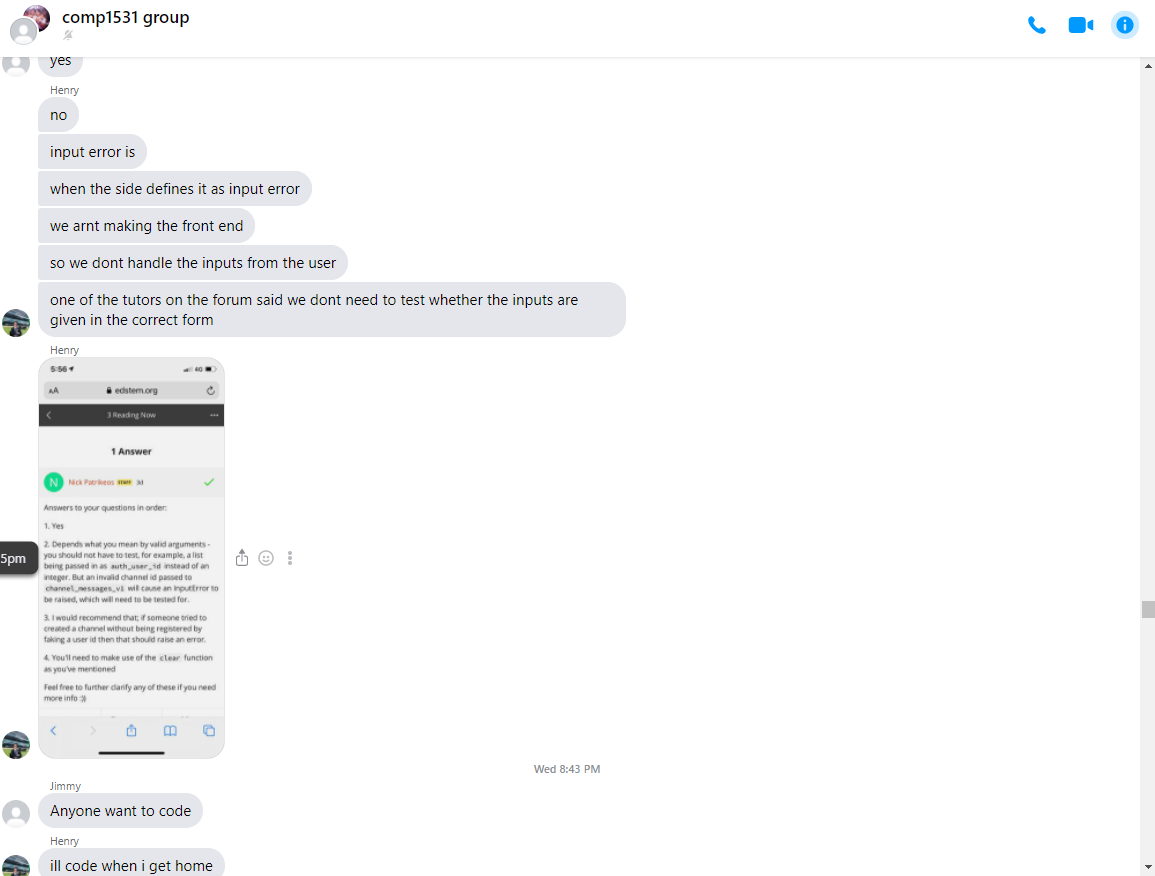 comp1531 group
yes
Henry
no
input error is
when the side defines it as input error
we arnt making the front end
so we dont handle the inputs from the user
one of the tutors on the forum said we dont need to test whether the inputs are
given in the correct form
Henry
5:56
4G
AA
edstem.org
3 Reading Now
1 Answer
N
Nick Patrikeos STAFF 3d
Answers to your questions in order:
1. Yes
2. Depends what you mean by valid arguments -
you should not have to test, for example, a list
being passed in as auth_user_id instead of an
integer. But an invalid channel id passed to
channel_messages_v1 will cause an InputError to
be raised, which will need to be tested for.
3. I would recommend that; if someone tried to
created a channel without being registered by
faking a user id then that should raise an error.
4. You'll need to make use of the clear function
as you've mentioned
Feel free to further clarify any of these if you need
more info :))
5pm
Wed 8:43 PM
Jimmy
Anyone want to code
Henry
ill code when i get home